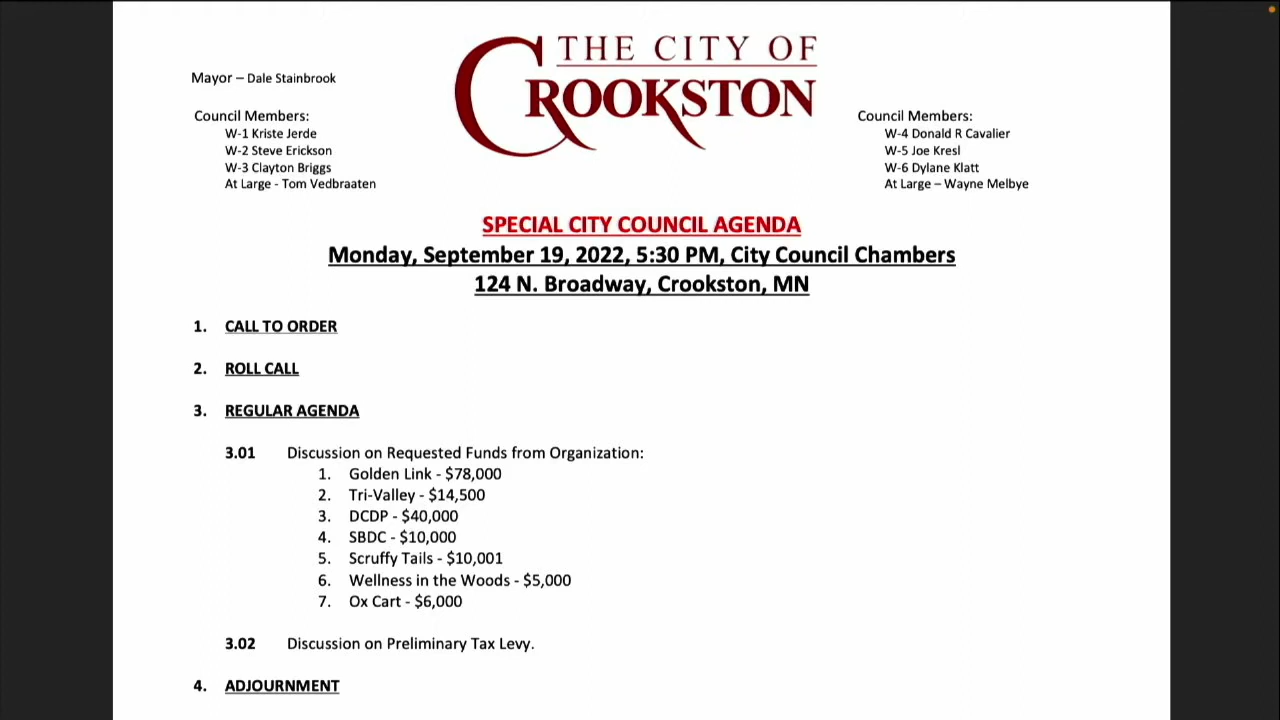 THE CITY OF
CROOKSTON
Mayor – Dale Stainbrook
Council Members:
W-1 Kriste Jerde
W-2 Steve Erickson
W-3 Clayton Briggs
At Large - Tom Vedbraaten
Council Members:
W-4 Donald R Cavalier
W-5 Joe Kresl
W-6 Dylane Klatt
At Large – Wayne Melbye
SPECIAL CITY COUNCIL AGENDA
Monday, September 19, 2022, 5:30 PM, City Council Chambers
124 N. Broadway, Crookston, MN
1. CALL TO ORDER
2. ROLL CALL
3. REGULAR AGENDA
3.01 Discussion on Requested Funds from Organization:
1. Golden Link - $78,000
2. Tri-Valley - $14,500
3. DCDP - $40,000
4. SBDC - $10,000
5. Scruffy Tails - $10,001
6. Wellness in the Woods - $5,000
7. Ox Cart - $6,000
3.02 Discussion on Preliminary Tax Levy.
4. ADJOURNMENT